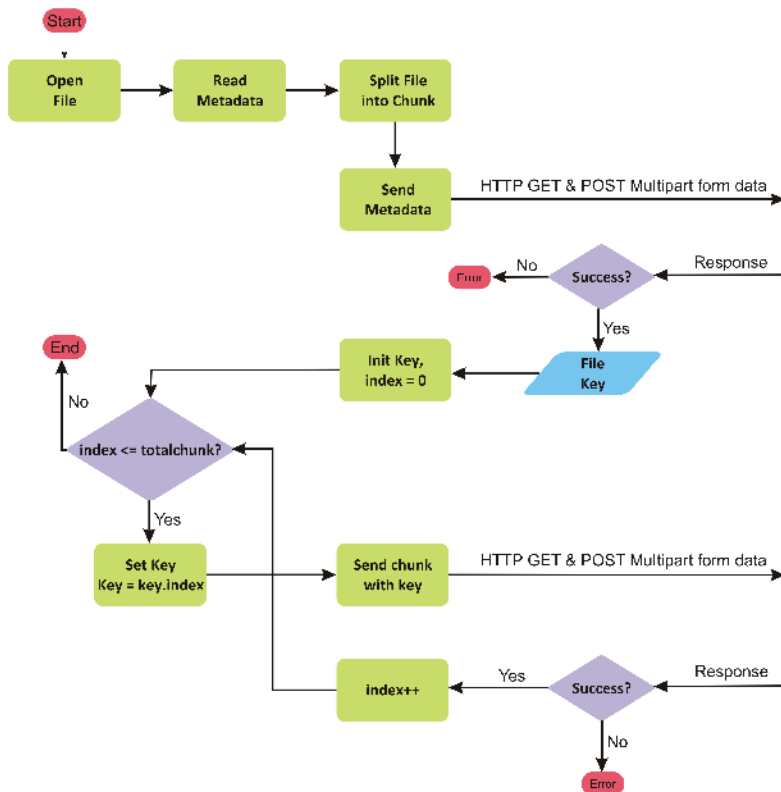 Start
Open
File
Read
Metadata
Split File
into Chunk
Send
Metadata
HTTP GET & POST Multipart form data
Response
Success?
No
Error
Yes
File
Key
Init Key,
index = 0
End
No
index <= totalchunk?
Yes
Set Key
Key = key.index
Send chunk
with key
HTTP GET & POST Multipart form data
Response
Success?
Yes
index++
No
Error